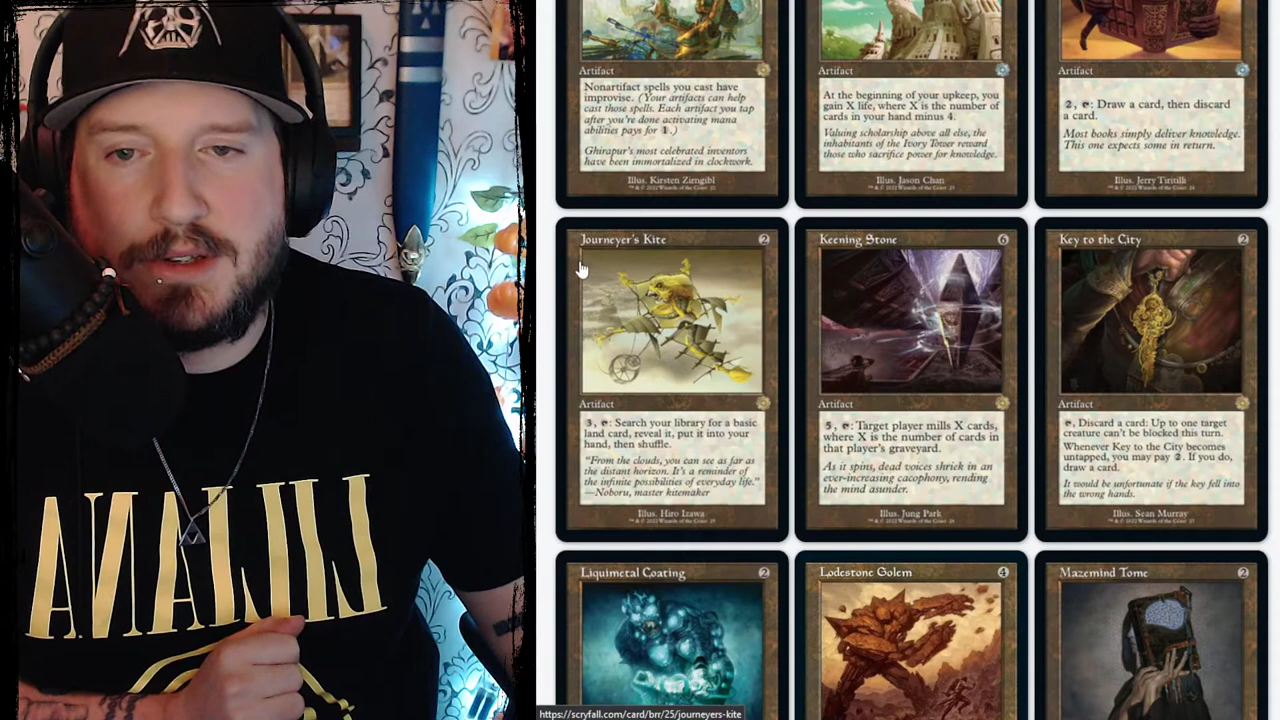 LILIANA
Artifact
Nonartifact spells you cast have
improvise. (Your artifacts can help
cast those spells. Each artifact you tap
after you're done activating mana
abilities pays for 1.)
Ghirapur's most celebrated inventors
have been immortalized in clockwork.
Illus. Kirsten Zirngibl
Artifact
At the beginning of your upkeep, you
gain X life, where X is the number of
cards in your hand minus 4.
Valuing scholarship above all else, the
inhabitants of the Ivory Tower reward
those who sacrifice power for knowledge.
Illus. Jason Chan
Artifact
2, : Draw a card, then discard
a card.
Most books simply deliver knowledge.
This one expects some in return.
Illus. Jerry Tiritilli
Journeyer's Kite 2
Artifact
3, : Search your library for a basic
land card, reveal it, put it into your
hand, then shuffle.
"From the clouds, you can see as far as
the distant horizon. It's a reminder of
the infinite possibilities of everyday life."
—Noboru, master kitemaker
Illus. Hiro Izawa
Keening Stone 6
Artifact
5, : Target player mills X cards,
where X is the number of cards in
that player's graveyard.
As it spins, dead voices shriek in an
ever-increasing cacophony, rending
the mind asunder.
Illus. Jung Park
Key to the City 2
Artifact
, Discard a card: Up to one target
creature can't be blocked this turn.
Whenever Key to the City becomes
untapped, you may pay 2. If you do,
draw a card.
It would be unfortunate if the key fell into
the wrong hands.
Illus. Sean Murray
Liquimetal Coating 2
Lodestone Golem 4
Mazemind Tome 2
https://scryfall.com/card/brr/25/journeyers-kite